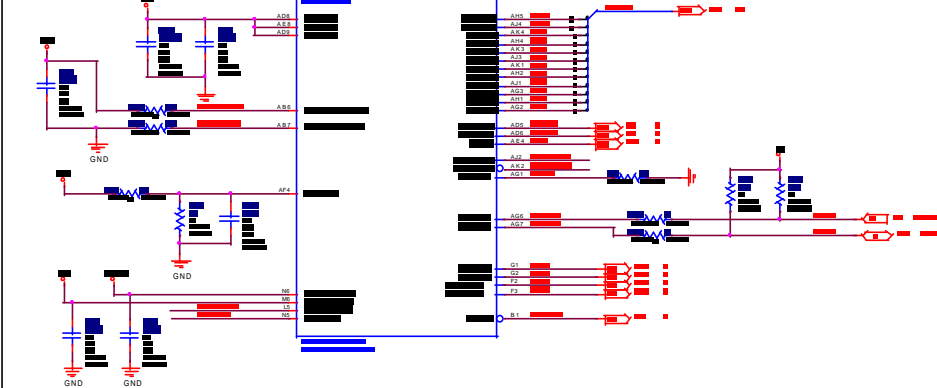 AD8
AE8
AD9
AB6
AB7
GND
AF4
GND
N6
M6
L5
N5
GND
GND
AH5
AJ4
AK4
AH4
AK3
AJ3
AK1
AH2
AJ1
AG3
AH1
AG2
AD5
AD6
AE4
AJ2
AK2
AG1
AG6
AG7
G1
G2
F2
F3
B1